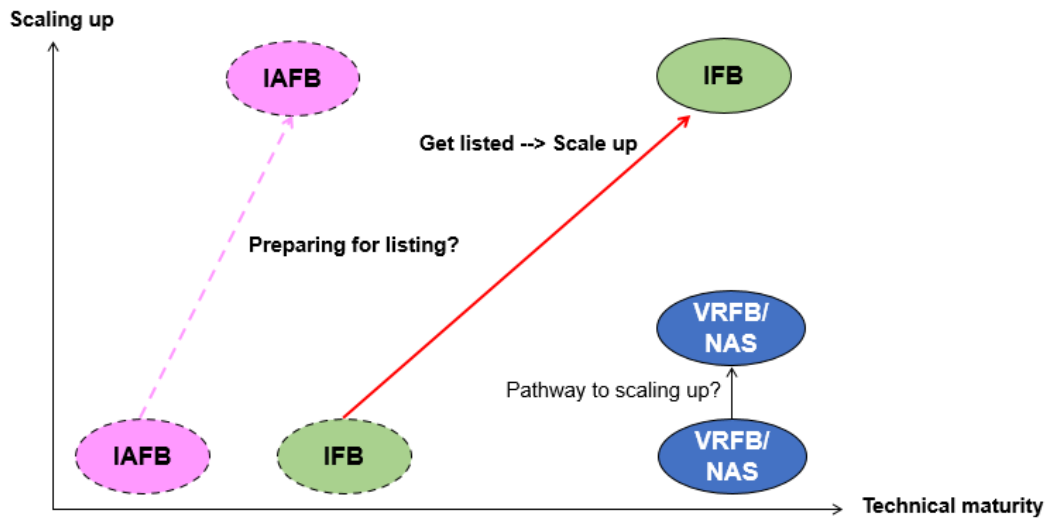 Scaling up
IAFB
IFB
Get listed --> Scale up
Preparing for listing?
VRFB/
NAS
Pathway to scaling up?
IAFB
IFB
VRFB/
NAS
Technical maturity